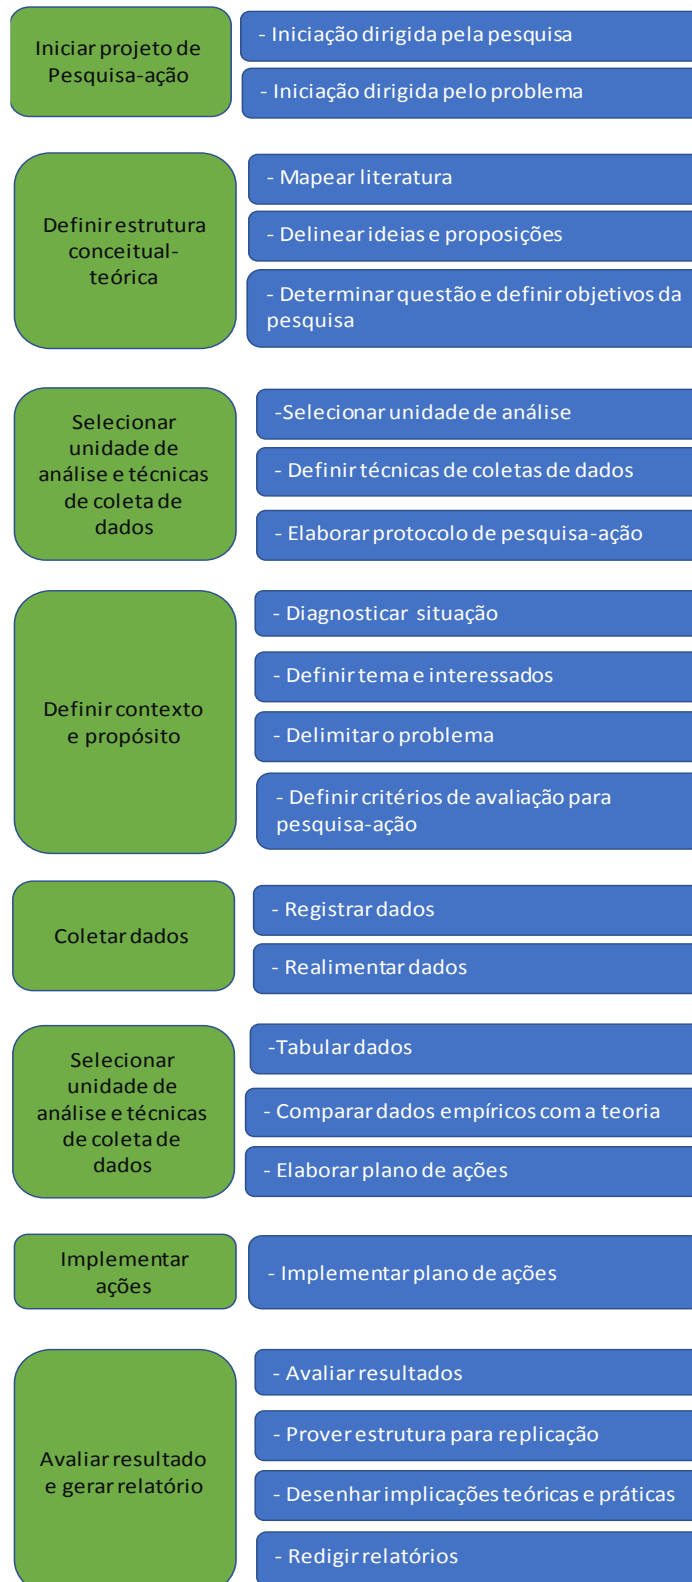 Iniciar projeto de
Pesquisa-ação
- Iniciação dirigida pela pesquisa
- Iniciação dirigida pelo problema
Definir estrutura
conceitual-
teórica
- Mapear literatura
- Delinear ideias e proposições
- Determinar questão e definir objetivos da
pesquisa
Selecionar
unidade de
análise e técnicas
de coleta de
dados
-Selecionar unidade de análise
- Definir técnicas de coletas de dados
- Elaborar protocolo de pesquisa-ação
Definir contexto
e propósito
- Diagnosticar situação
- Definir tema e interessados
- Delimitar o problema
- Definir critérios de avaliação para
pesquisa-ação
Coletar dados
- Registrar dados
- Realimentar dados
Selecionar
unidade de
análise e técnicas
de coleta de
dados
-Tabular dados
- Comparar dados empíricos com a teoria
- Elaborar plano de ações
Implementar
ações
- Implementar plano de ações
Avaliar resultado
e gerar relatório
- Avaliar resultados
- Prover estrutura para replicação
- Desenhar implicações teóricas e práticas
- Redigir relatórios